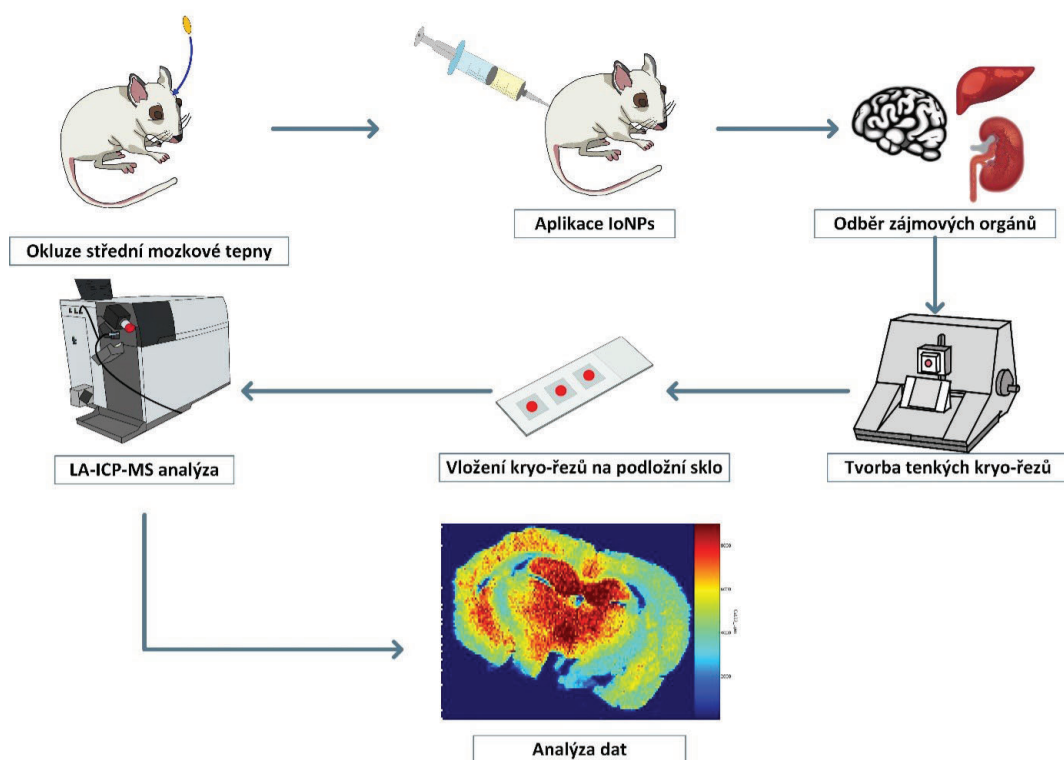 Okluze střední mozkové tepny
Aplikace IoNPs
Odběr zájmových orgánů
LA-ICP-MS analýza
Vložení kryo-řezů na podložní sklo
Tvorba tenkých kryo-řezů
Analýza dat